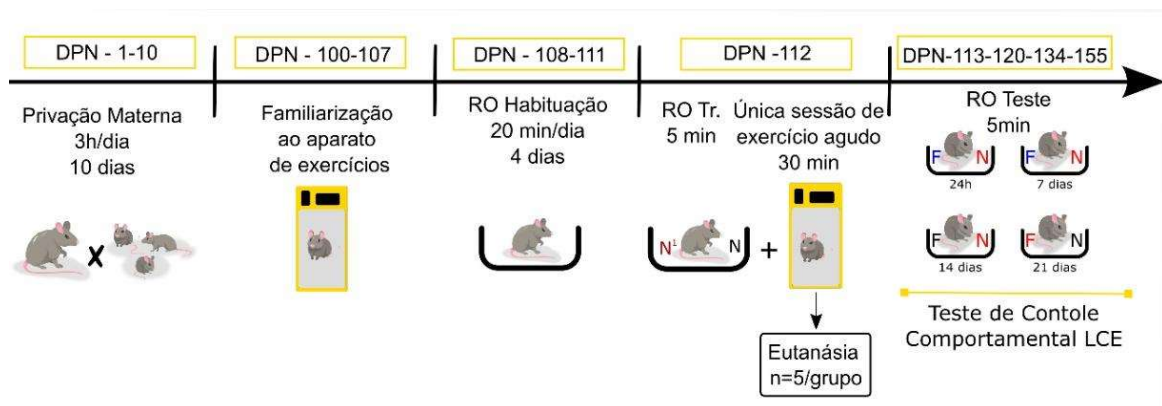 DPN - 1-10
DPN - 100-107
DPN - 108-111
DPN -112
DPN-113-120-134-155
Privação Materna
3h/dia
10 dias
Familiarização
ao aparato
de exercícios
RO Habituação
20 min/dia
4 dias
RO Tr.
5 min
Única sessão de
exercício agudo
30 min
RO Teste
5min
F N
24h
F N
7 dias
F N
14 dias
F N
21 dias
X
N¹ N
+
Eutanásia
n=5/grupo
Teste de Contole
Comportamental LCE